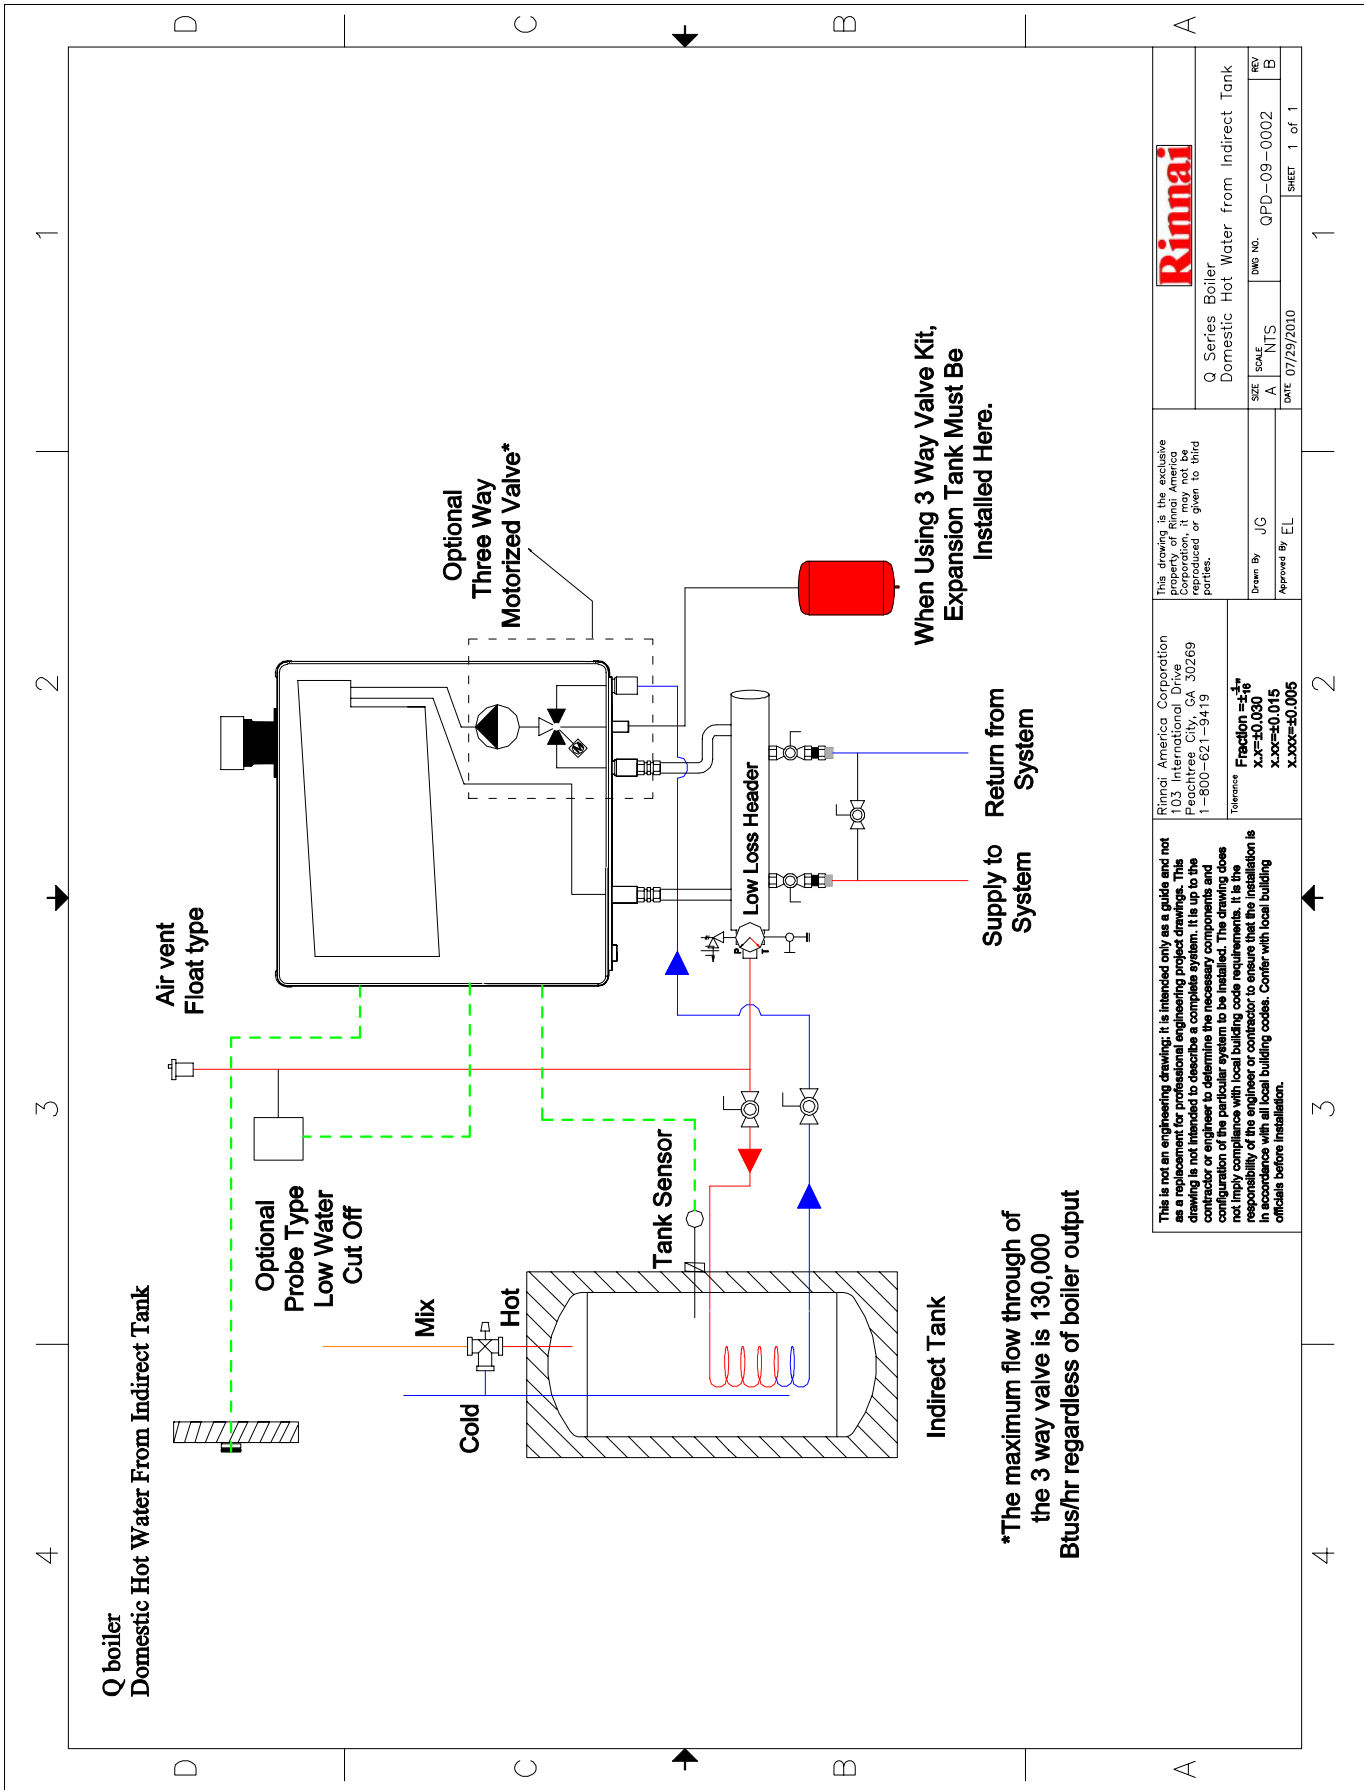 Q boiler
Domestic Hot Water From Indirect Tank
Air vent
Float type
Optional
Probe Type
Low Water
Cut Off
Optional
Three Way
Motorized Valve*
M
Mix
Hot
Cold
Tank Sensor
Low Loss Header
P
T
Indirect Tank
Supply to
System
Return from
System
When Using 3 Way Valve Kit,
Expansion Tank Must Be
Installed Here.
*The maximum flow through of
the 3 way valve is 130,000
Btus/hr regardless of boiler output
This is not an engineering drawing; it is intended only as a guide and not
as a replacement for professional engineering project drawings. This
drawing is not intended to describe a complete system. It is up to the
contractor or engineer to determine the necessary components and
configuration of the particular system to be installed. The drawing does
not imply compliance with local building code requirements. It is the
responsibility of the engineer or contractor to ensure that the installation is
in accordance with all local building codes. Confer with local building
officials before installation.
Rinnai America Corporation
103 International Drive
Peachtree City, GA 30269
1-800-621-9419
Tolerance
Fraction =±1/16"
X.X=±0.030
X.XX=±0.015
X.XXX=±0.005
This drawing is the exclusive
property of Rinnai America
Corporation, it may not be
reproduced or given to third
parties.
Drawn By JG
Approved By EL
Rinnai
Q Series Boiler
Domestic Hot Water from Indirect Tank
SIZE A
SCALE NTS
DWG NO. QPD-09-0002
REV B
DATE 07/29/2010
SHEET 1 of 1
4
3
2
1
4
3
2
1
D
C
B
A
D
C
B
A